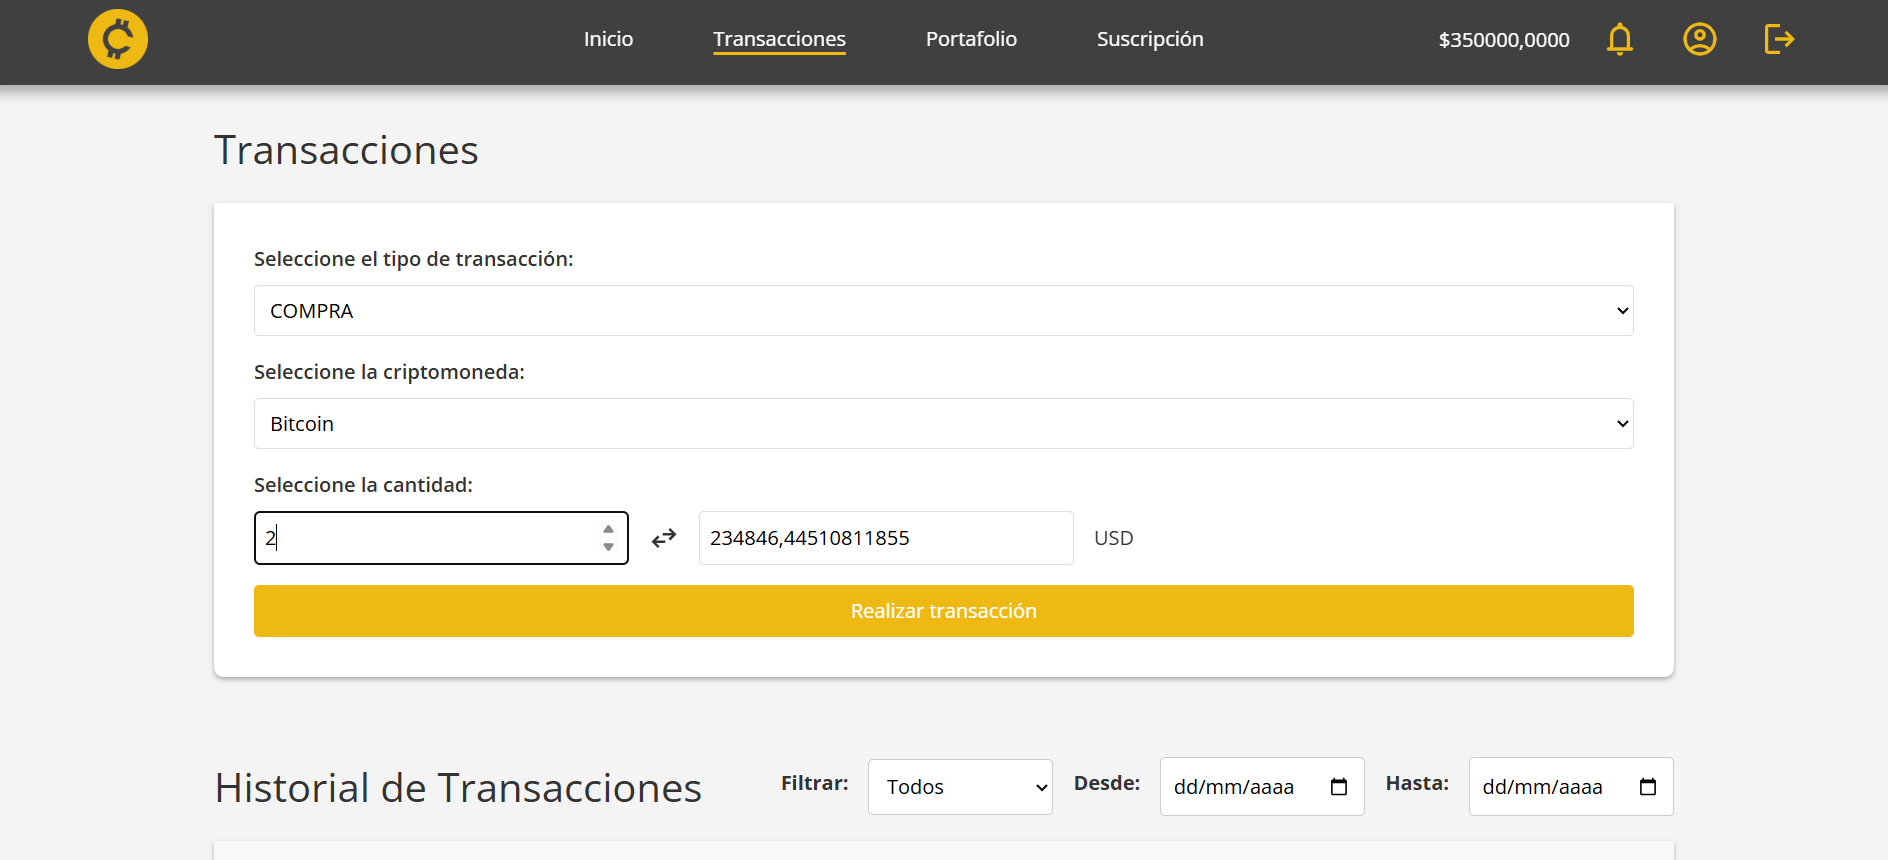 Inicio Transacciones Portafolio Suscripción $350000,0000
Transacciones
Seleccione el tipo de transacción:
COMPRA
Seleccione la criptomoneda:
Bitcoin
Seleccione la cantidad:
2 234846,44510811855 USD
Realizar transacción
Historial de Transacciones Filtrar: Todos Desde: dd/mm/aaaa Hasta: dd/mm/aaaa